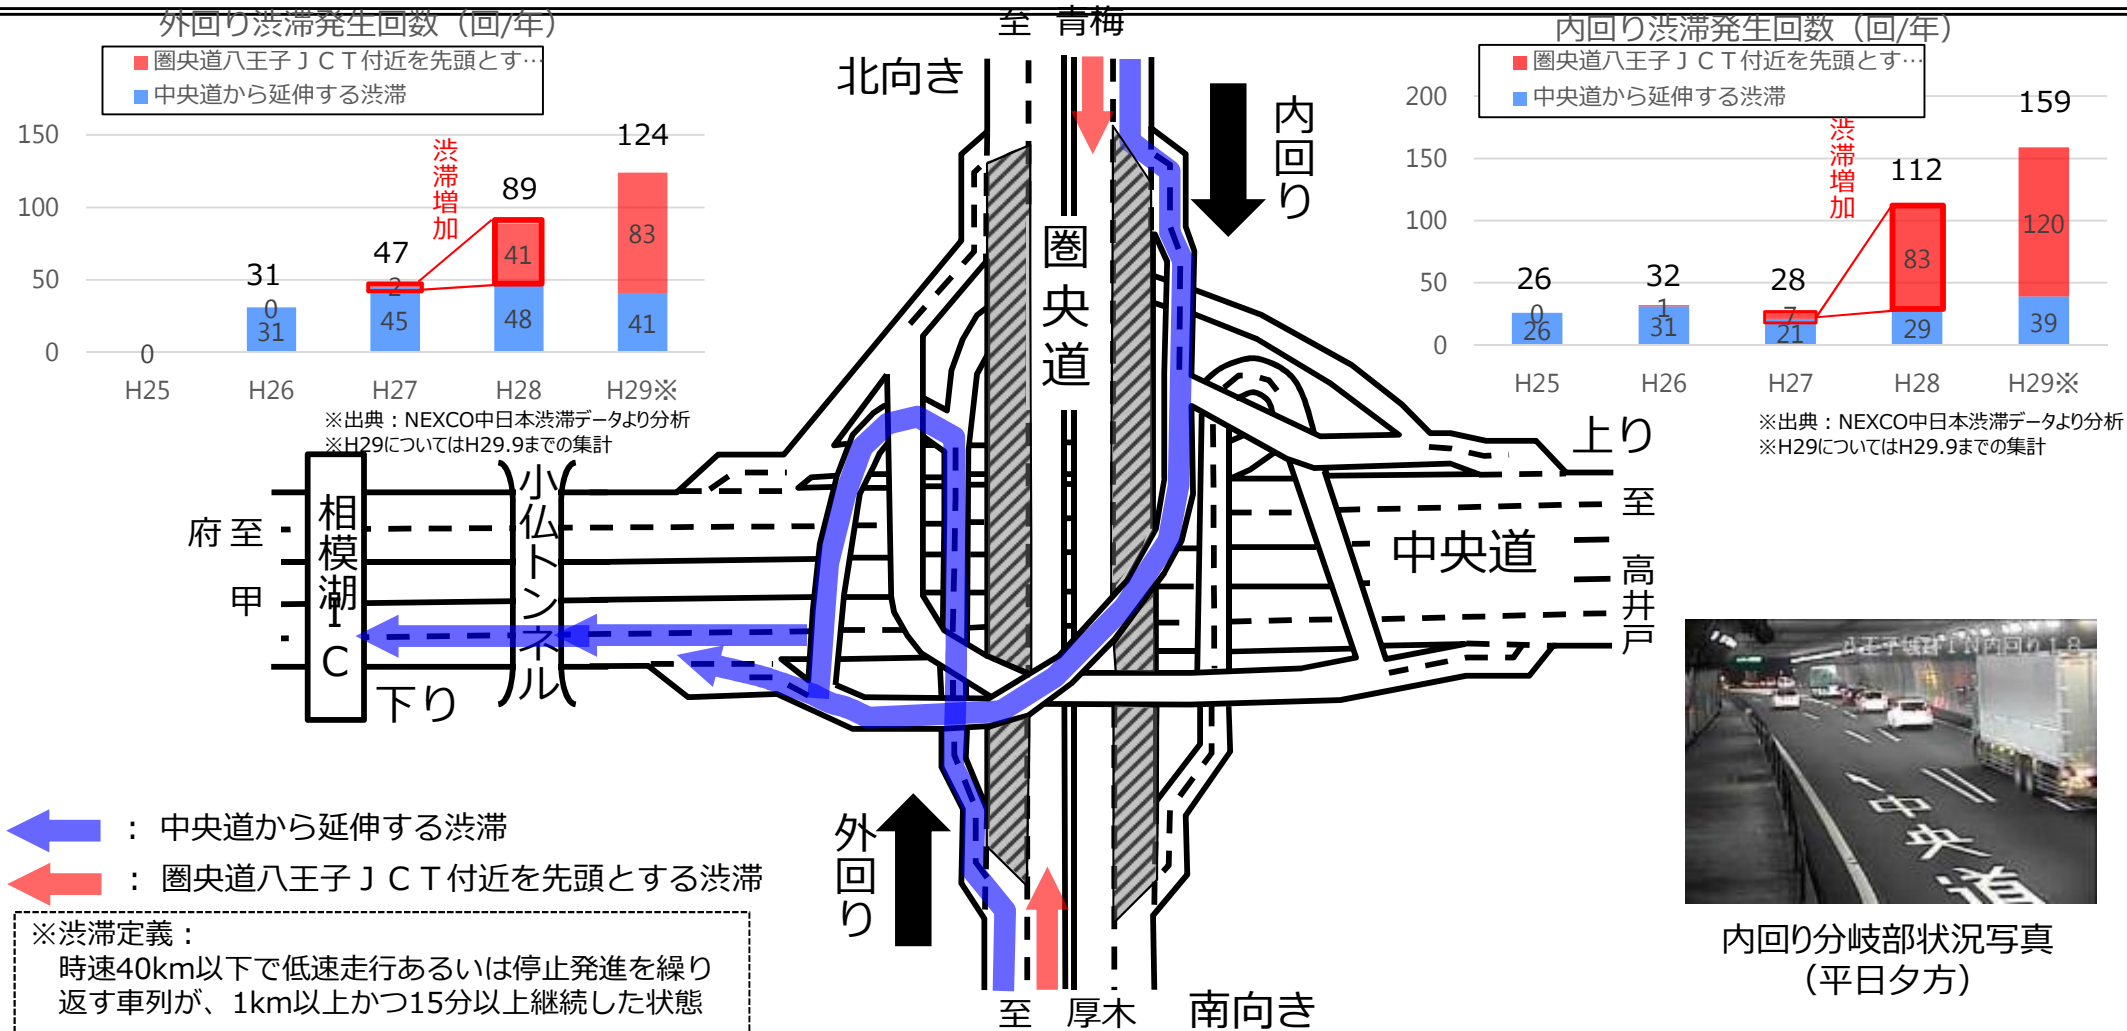 外回り渋滞発生回数（回/年）
圏央道八王子ＪＣＴ付近を先頭とす…
中央道から延伸する渋滞
150
100
50
0
渋滞増加
0
31
0
31
47
2
45
89
41
48
124
83
41
H25
H26
H27
H28
H29※
※出典：NEXCO中日本渋滞データより分析
※H29についてはH29.9までの集計
至 青梅
北向き
内回り
圏央道
内回り渋滞発生回数（回/年）
圏央道八王子ＪＣＴ付近を先頭とす…
中央道から延伸する渋滞
200
150
100
50
0
渋滞増加
26
0
26
32
1
31
28
7
21
112
83
29
159
120
39
H25
H26
H27
H28
H29※
※出典：NEXCO中日本渋滞データより分析
※H29についてはH29.9までの集計
上り
至 高井戸
中央道
至 甲府
相模湖IC
小仏トンネル
下り
外回り
：中央道から延伸する渋滞
：圏央道八王子ＪＣＴ付近を先頭とする渋滞
※渋滞定義：
時速40km以下で低速走行あるいは停止発進を繰り
返す車列が、1km以上かつ15分以上継続した状態
至 厚木
南向き
中央道
内回り分岐部状況写真
（平日夕方）